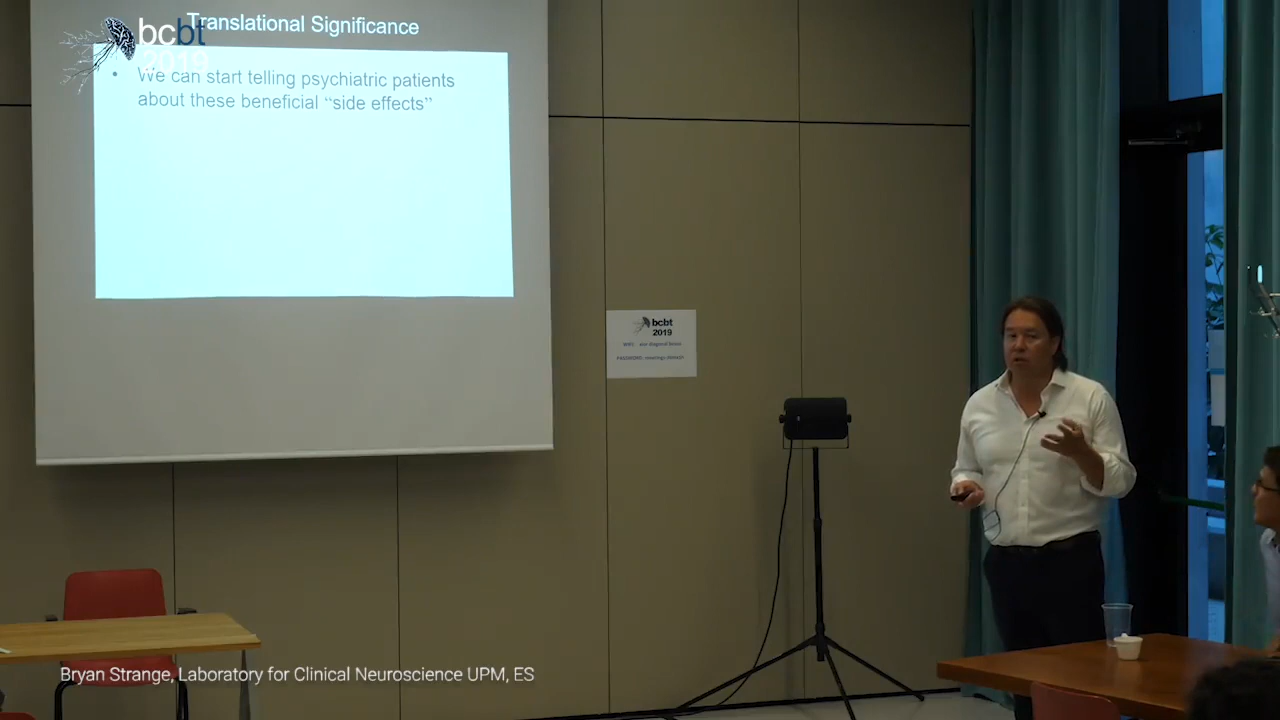 Translational Significance
bcbt
2019
• We can start telling psychiatric patients
about these beneficial “side effects”
bcbt
2019
Bryan Strange, Laboratory for Clinical Neuroscience UPM, ES